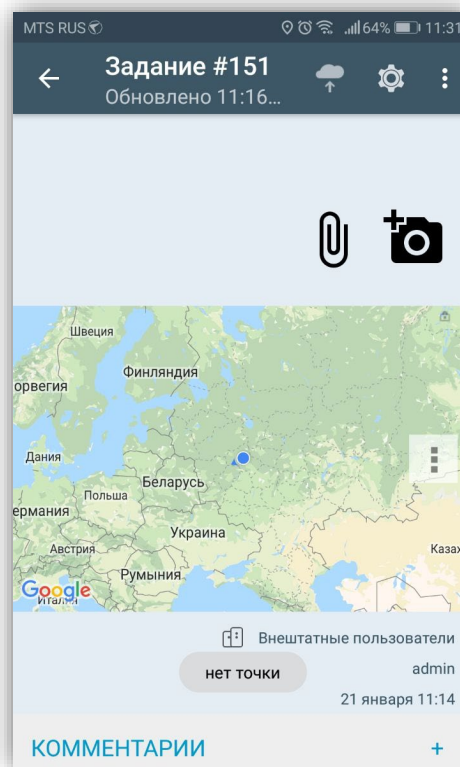 MTS RUS 64% 11:31
Задание #151
Обновлено 11:16...
Швеция
Финляндия
орвегия
Дания
Беларусь
Польша
ермания
Украина
Австрия
Казах
Румыния
Google
Италия
Внештатные пользователи
нет точки
admin
21 января 11:14
КОММЕНТАРИИ +